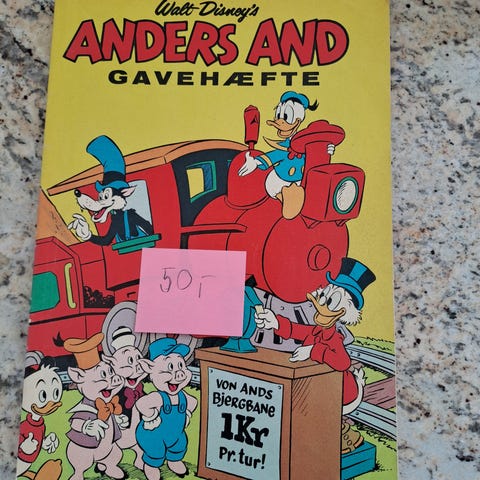 Walt Disney's
ANDERS AND
GAVEHÆFTE
50,-
VON ANDS
BJERGBANE
1Kr
Pr. tur!